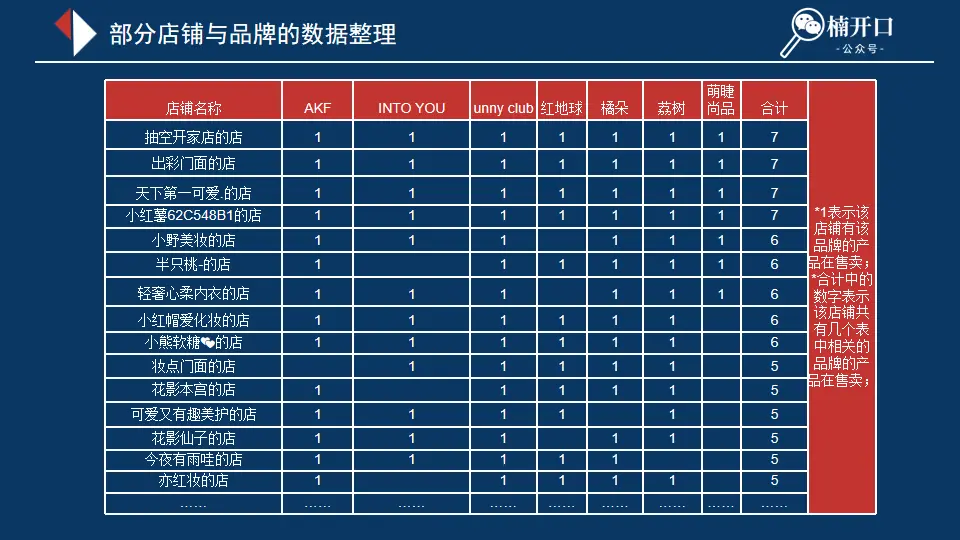 部分店铺与品牌的数据整理
楠开口
-公众号-
店铺名称 AKF INTO YOU unny club 红地球 橘朵 荔树 萌睫尚品 合计
抽空开家店的店 1 1 1 1 1 1 1 7
出彩门面的店 1 1 1 1 1 1 1 7
天下第一可爱.的店 1 1 1 1 1 1 1 7
小红薯62C548B1的店 1 1 1 1 1 1 1 7
小野美妆的店 1 1 1 1 1 1 6
半只桃-的店 1 1 1 1 1 1 6
轻奢心柔内衣的店 1 1 1 1 1 1 6
小红帽爱化妆的店 1 1 1 1 1 1 6
小熊软糖💕的店 1 1 1 1 1 1 6
妆点门面的店 1 1 1 1 1 5
花影本宫的店 1 1 1 1 1 5
可爱又有趣美护的店 1 1 1 1 1 5
花影仙子的店 1 1 1 1 1 5
今夜有雨哇的店 1 1 1 1 1 5
亦红妆的店 1 1 1 1 1 5
…… …… …… …… …… …… …… …… ……
*1表示该
店铺有该
品牌的产
品在售卖；
*合计中的
数字表示
该店铺共
有几个表
中相关的
品牌的产
品在售卖；